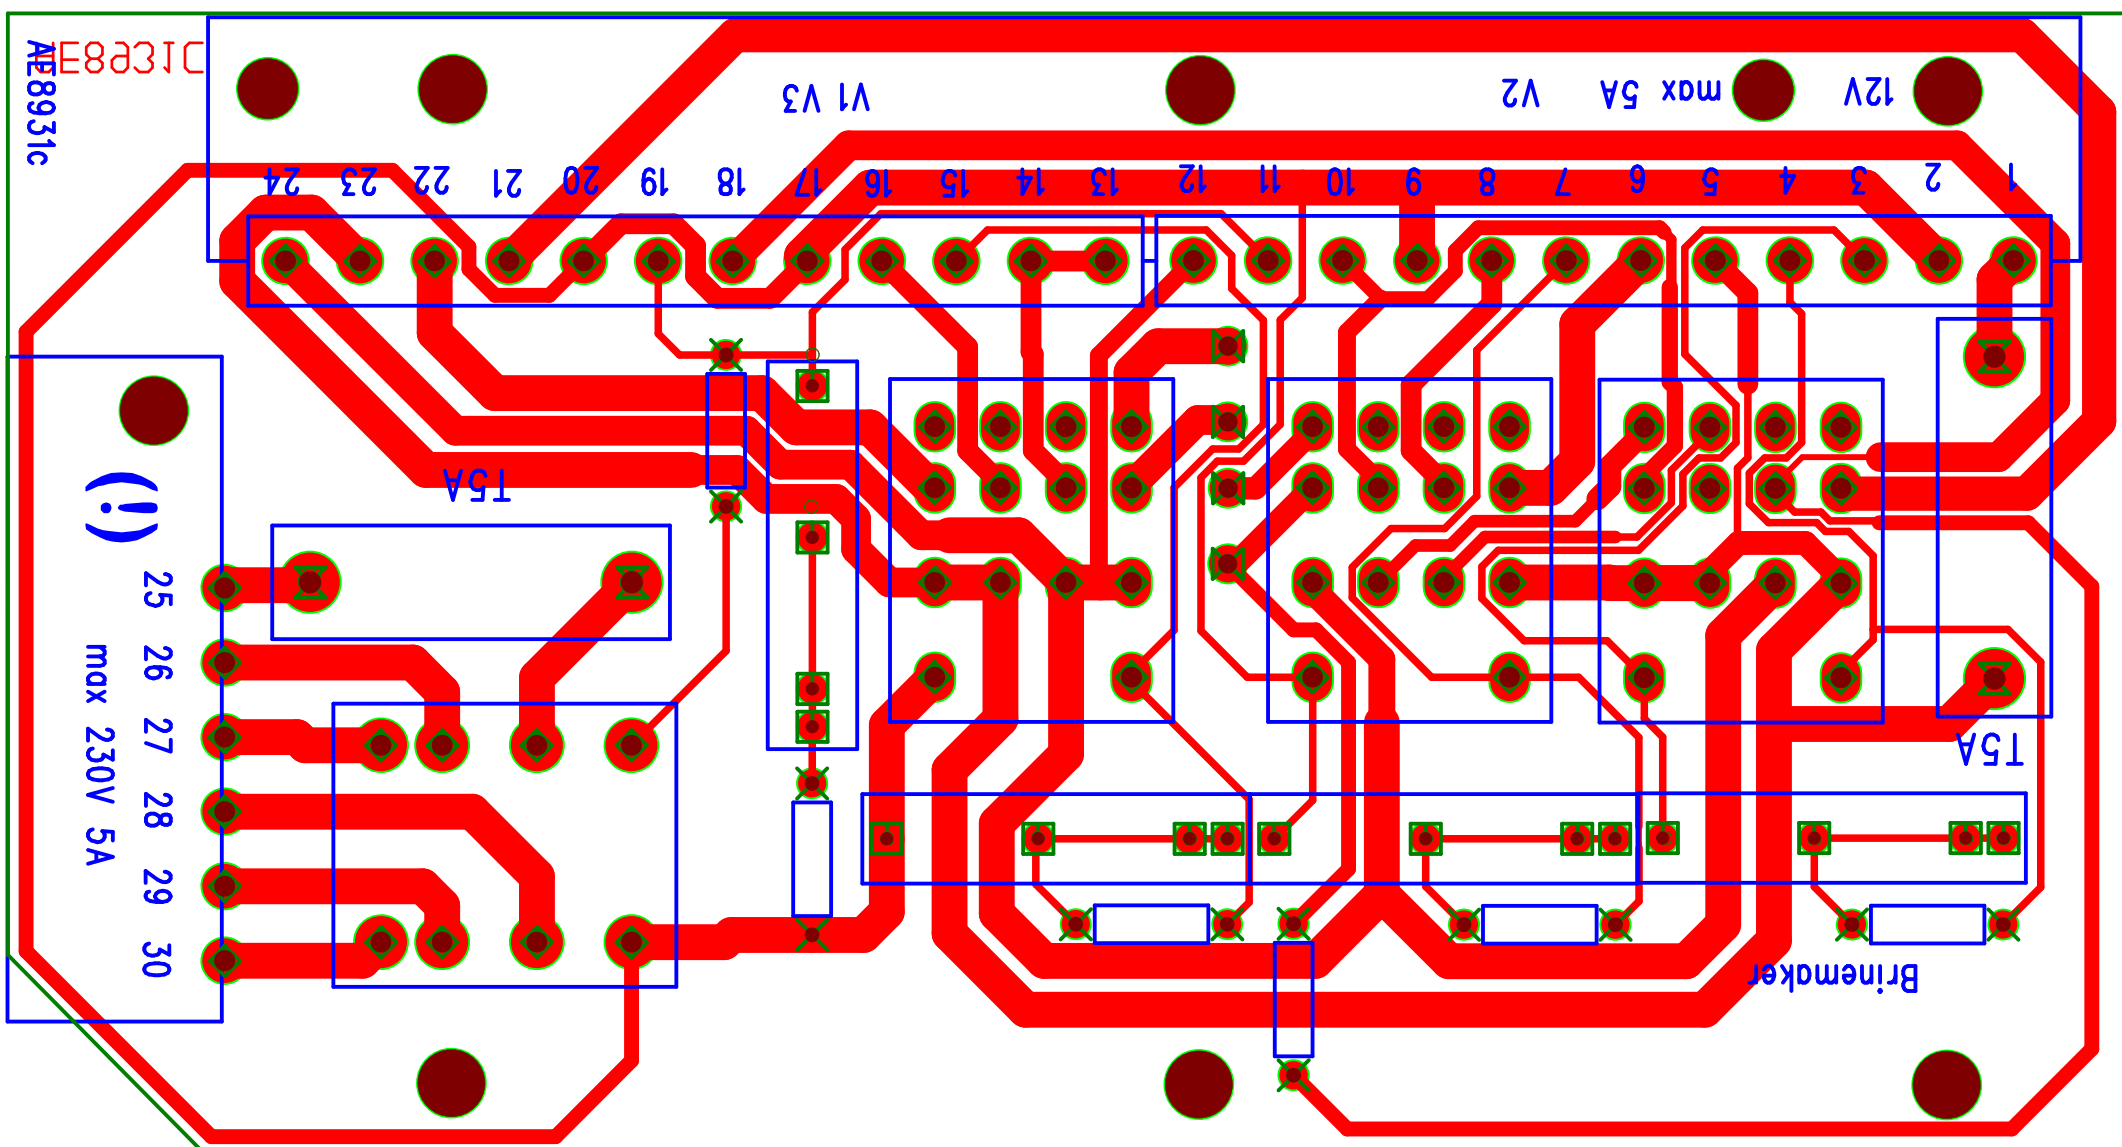 AE8931C
AE8931c
V1 V3
V2
max 5A
12V
24 23 22 21 20 19 18 17 16 15 14 13 12 11 10 9 8 7 6 5 4 3 2 1
T5A
(!)
25
26
27
28
29
30
max 230V 5A
T5A
Brinemaker